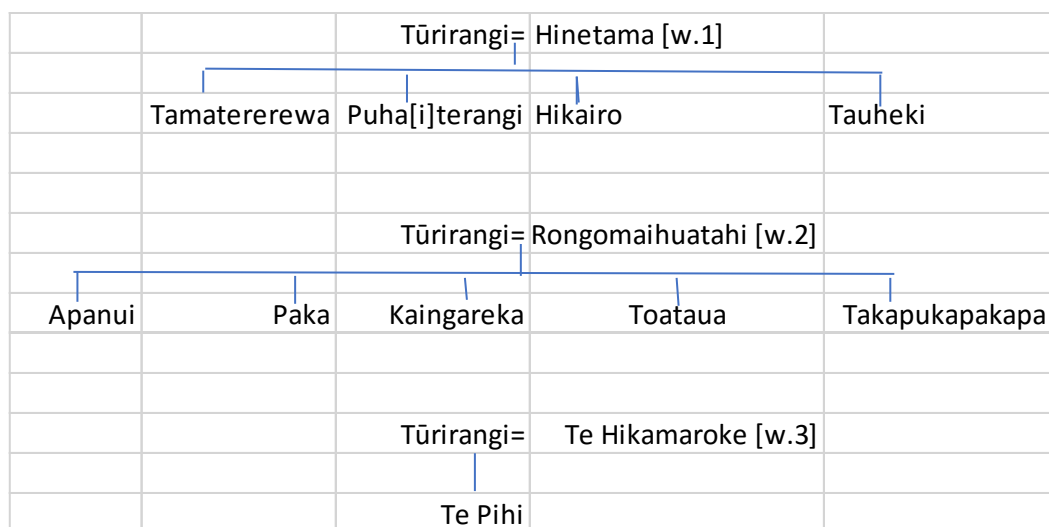 Tūrirangi= Hinetama [w.1]
Tamatererewa Puha[i]terangi Hikairo Tauheki
Tūrirangi= Rongomaihuatahi [w.2]
Apanui Paka Kaingareka Toataua Takapukapakapa
Tūrirangi= Te Hikamaroke [w.3]
Te Pihi